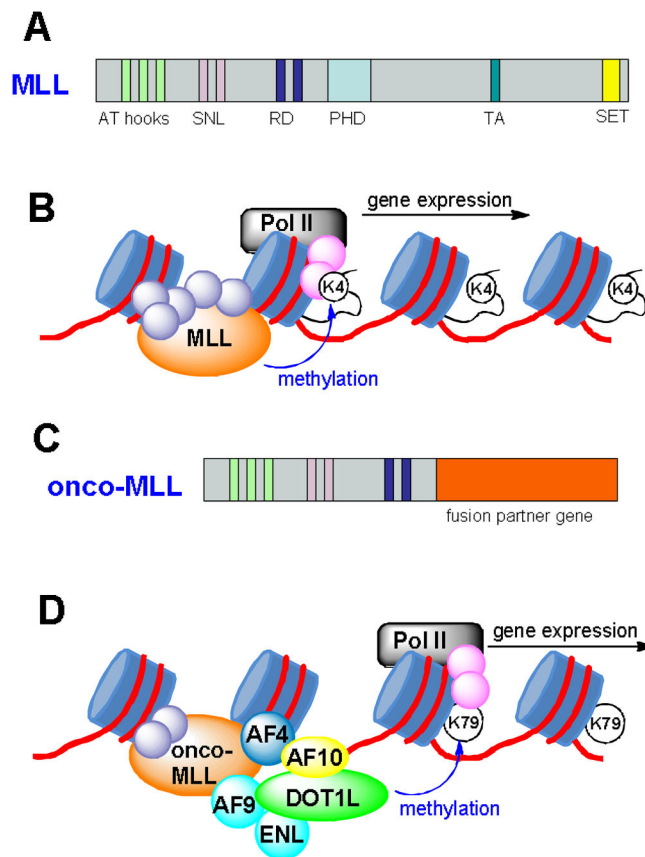 A
MLL
AT hooks SNL RD PHD TA SET
B
Pol II
gene expression
K4 K4 K4
MLL
methylation
C
onco-MLL
fusion partner gene
D
Pol II
gene expression
K79 K79
onco-
MLL
AF4
AF10
AF9
DOT1L
methylation
ENL